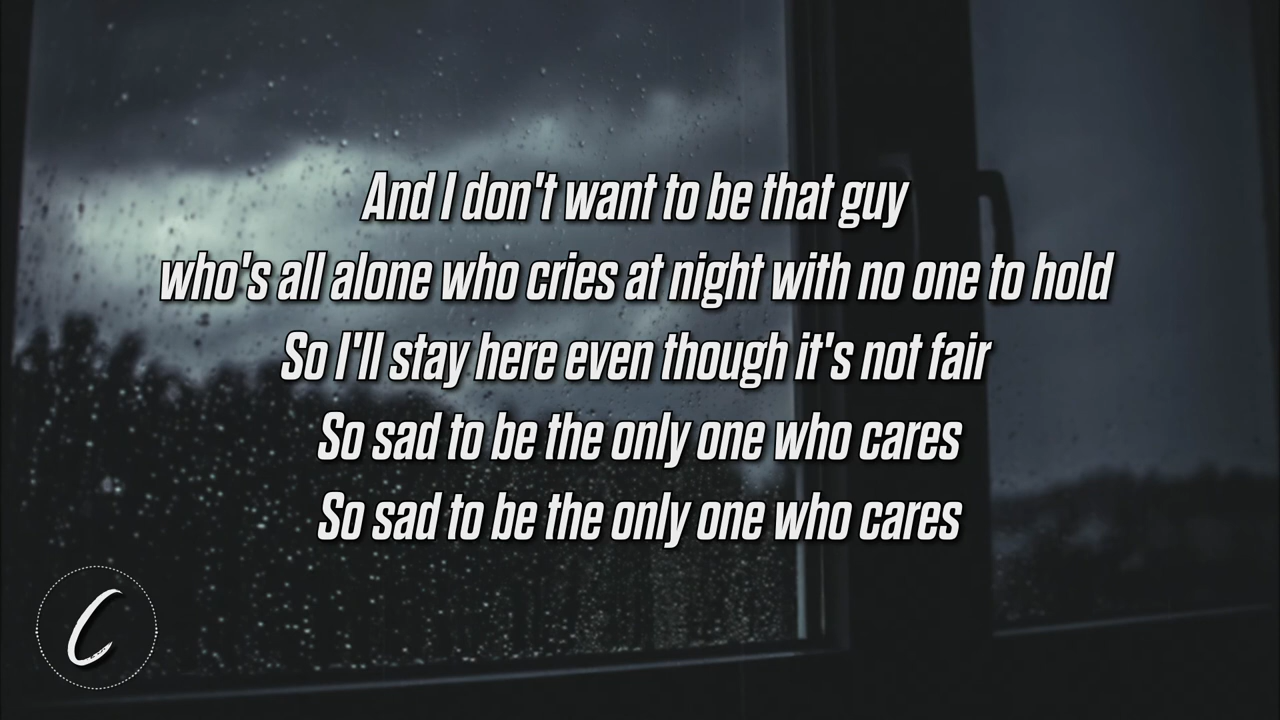 And I don't want to be that guy
who's all alone who cries at night with no one to hold
So I'll stay here even though it's not fair
So sad to be the only one who cares
So sad to be the only one who cares
C